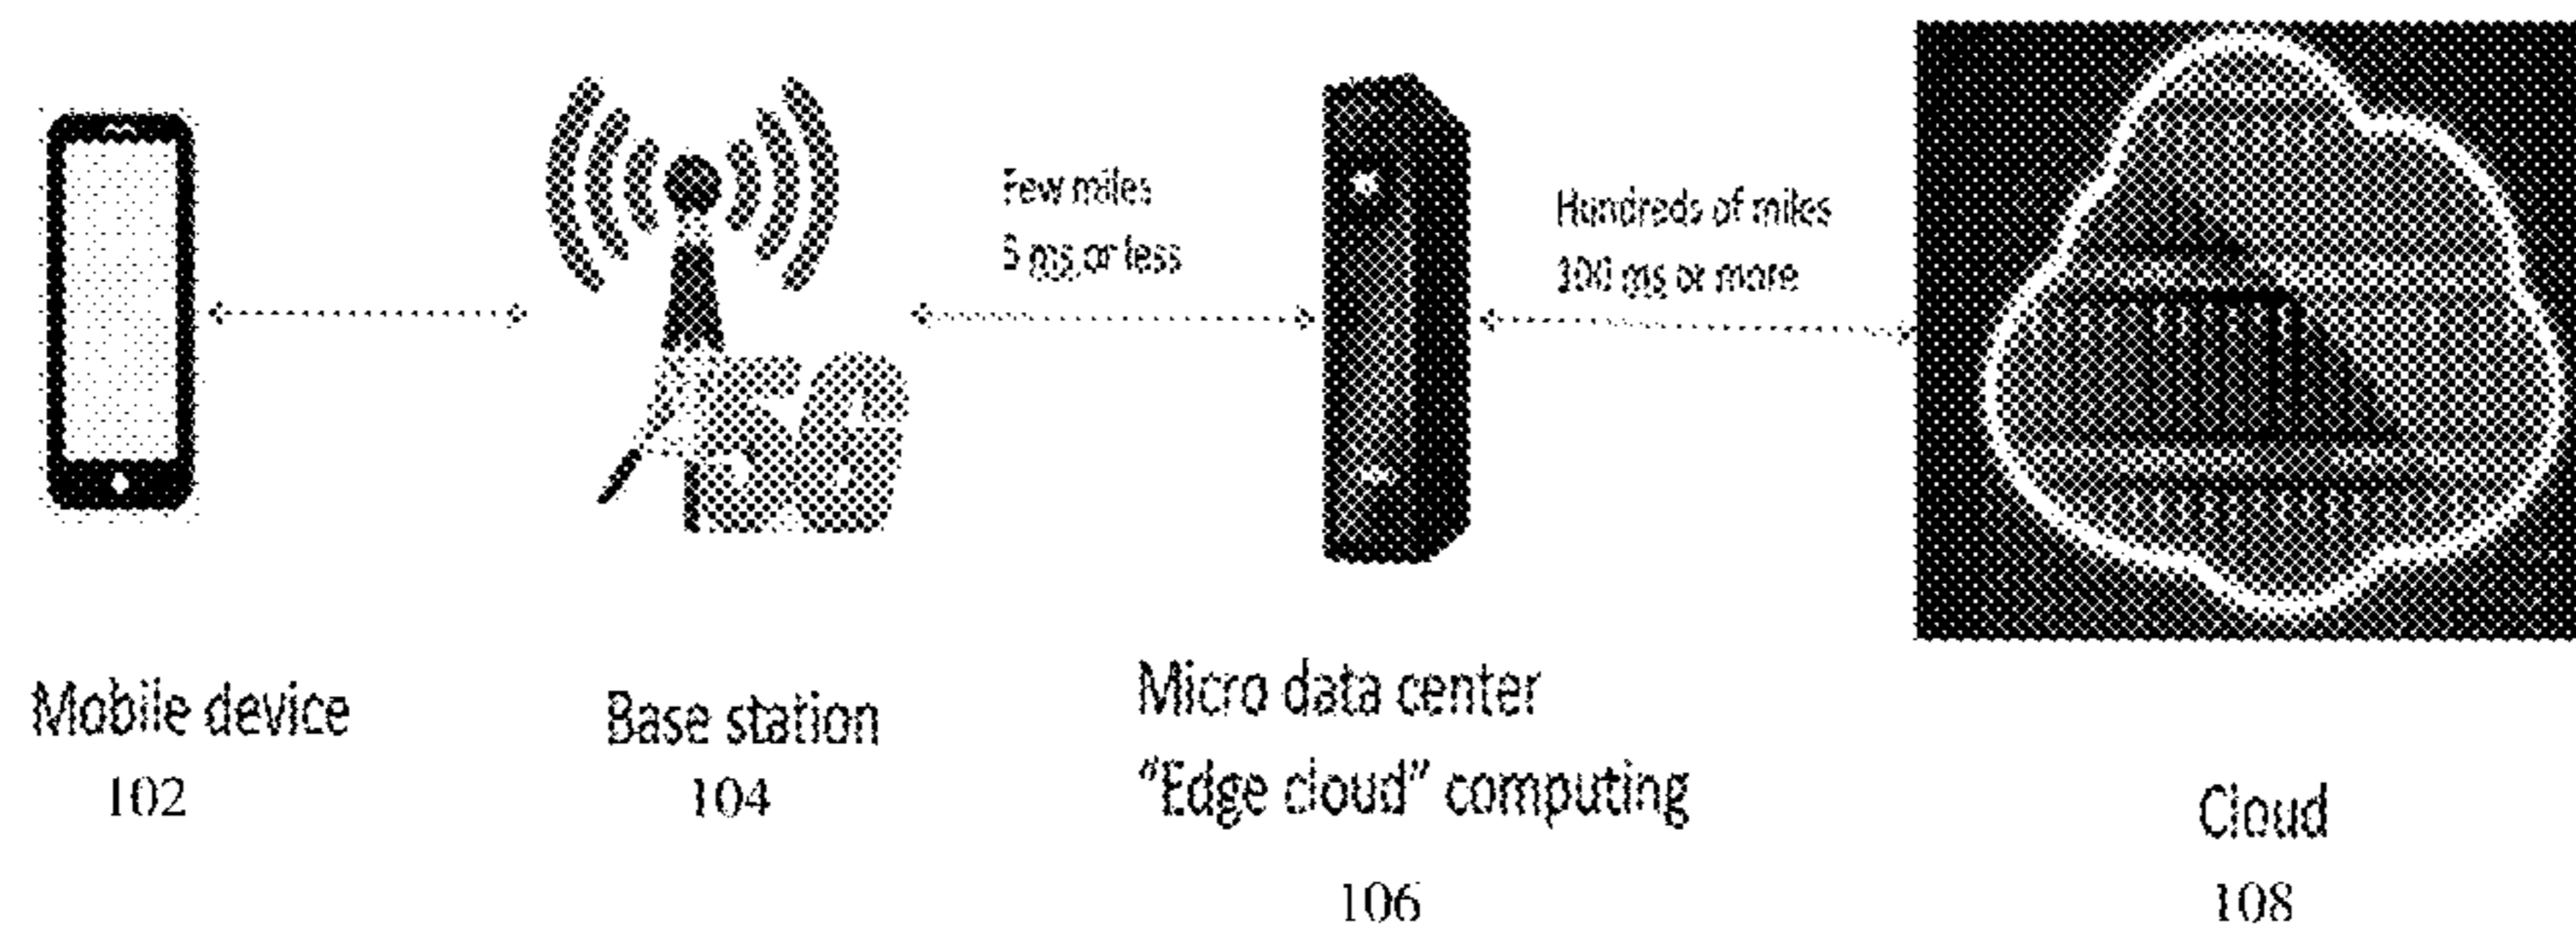 Few miles
5 ms or less
Hundreds of miles
100 ms or more
5G
Mobile device
102
Base station
104
Micro data center
"Edge cloud" computing
106
Cloud
108